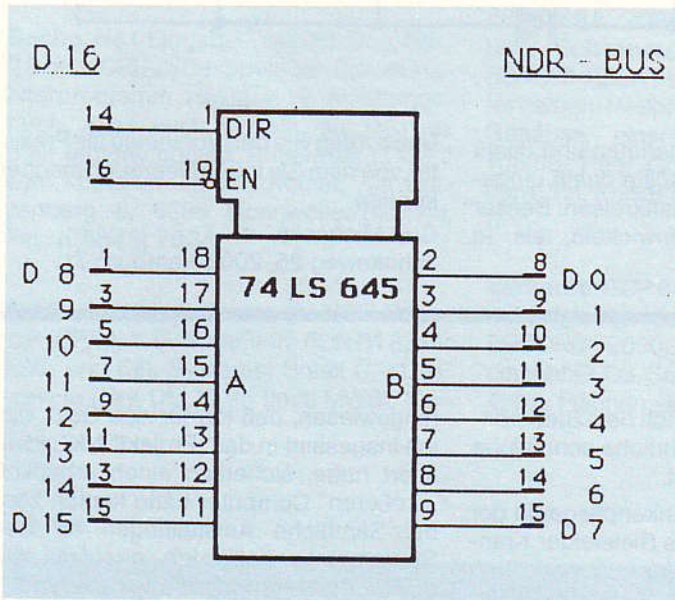 D 16 NDR - BUS
14 1 DIR
16 19 EN
D 8 1 18 74 LS 645 2 8 D 0
9 3 17 3 9 1
10 5 16 4 10 2
11 7 15 A B 5 11 3
12 9 14 6 12 4
13 11 13 7 13 5
14 13 12 8 14 6
D 15 15 11 9 15 D 7